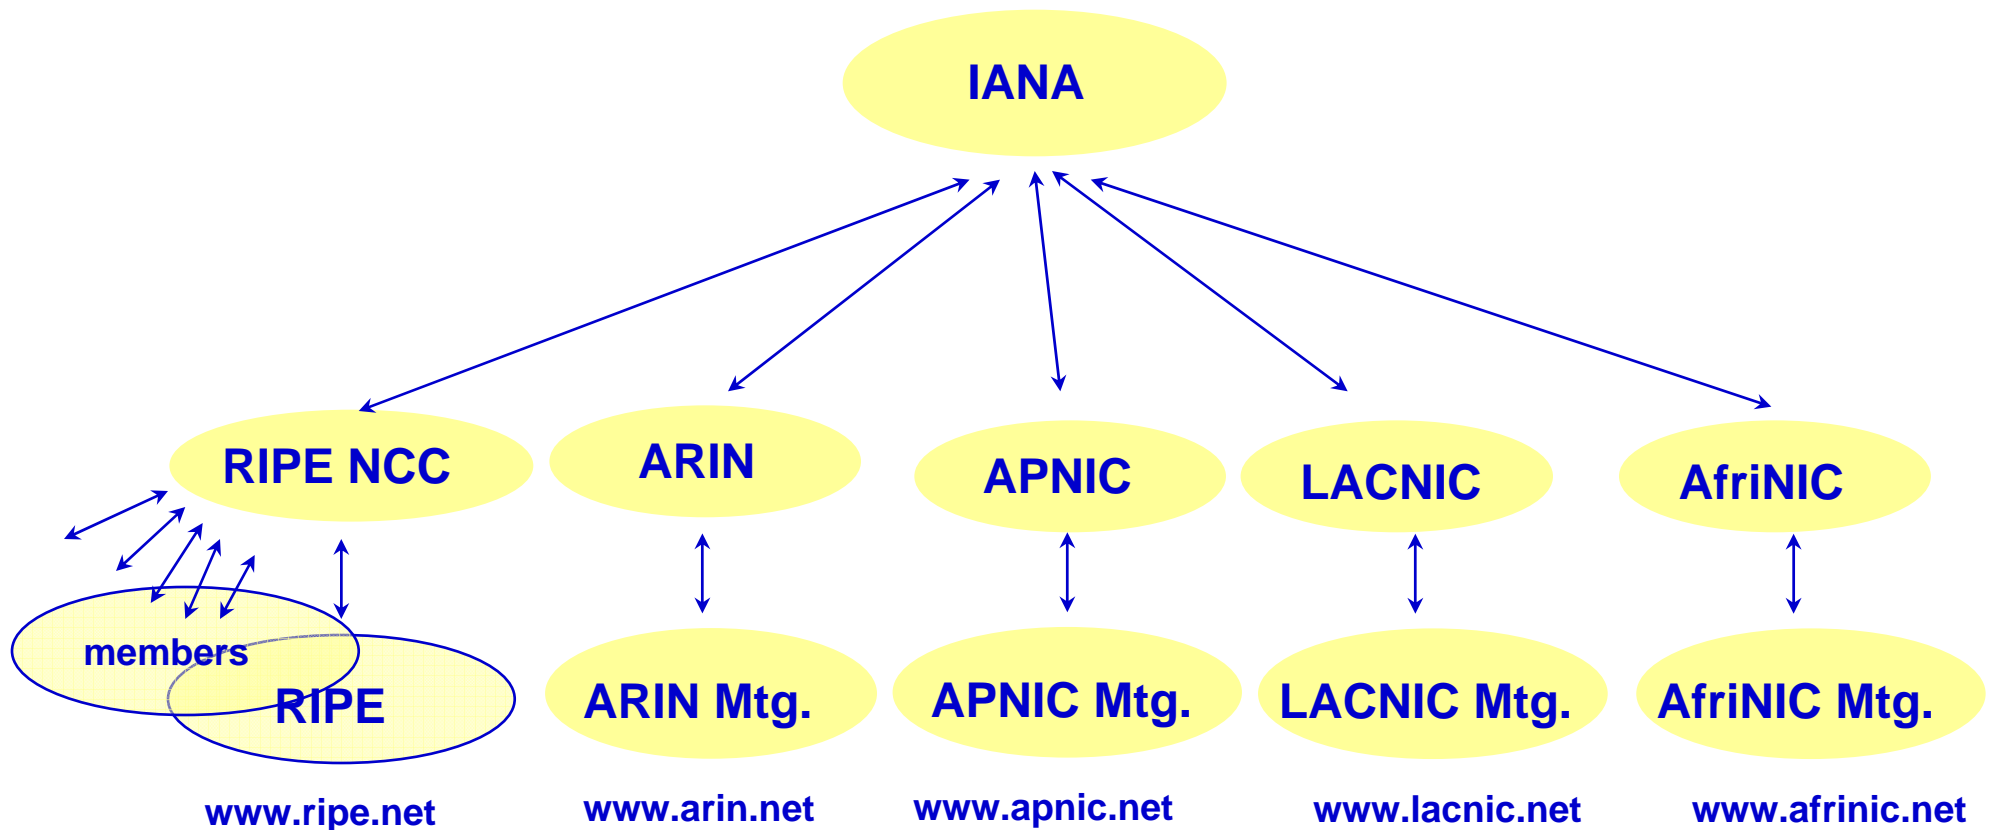 IANA
RIPE NCC
ARIN
APNIC
LACNIC
AfriNIC
members
RIPE
ARIN Mtg.
APNIC Mtg.
LACNIC Mtg.
AfriNIC Mtg.
www.ripe.net
www.arin.net
www.apnic.net
www.lacnic.net
www.afrinic.net